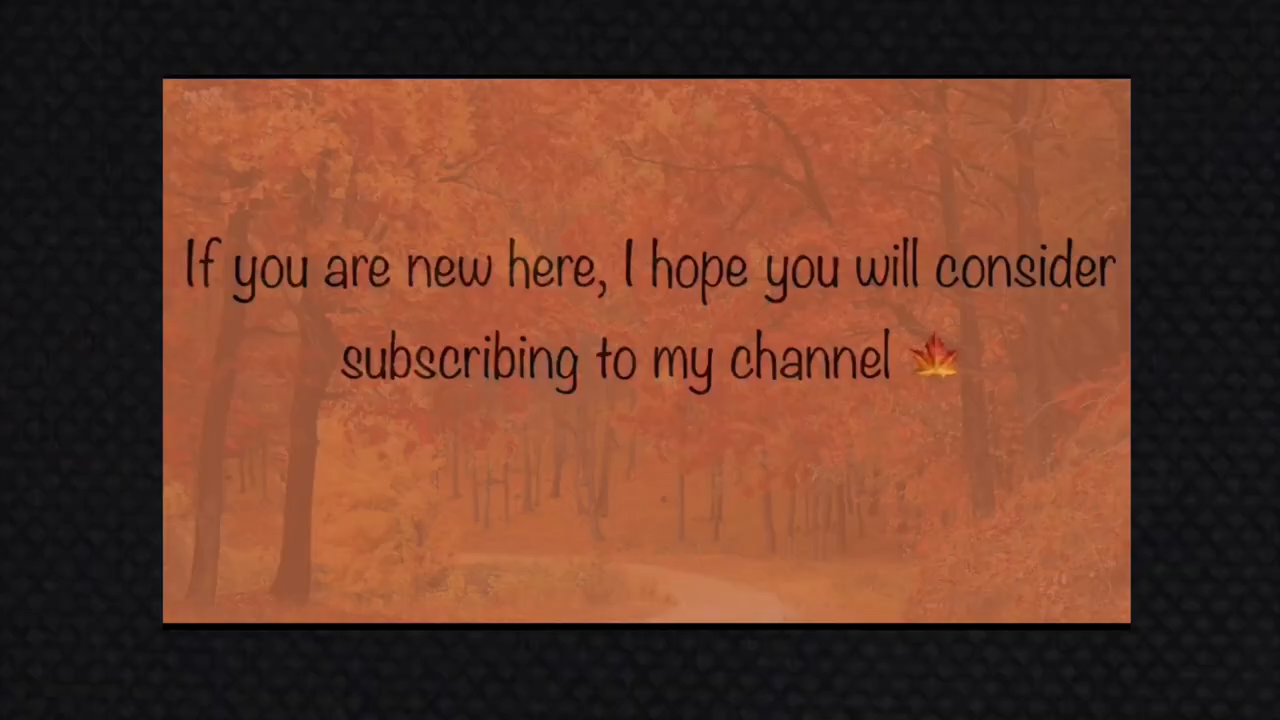 If you are new here, I hope you will consider
subscribing to my channel 🍁